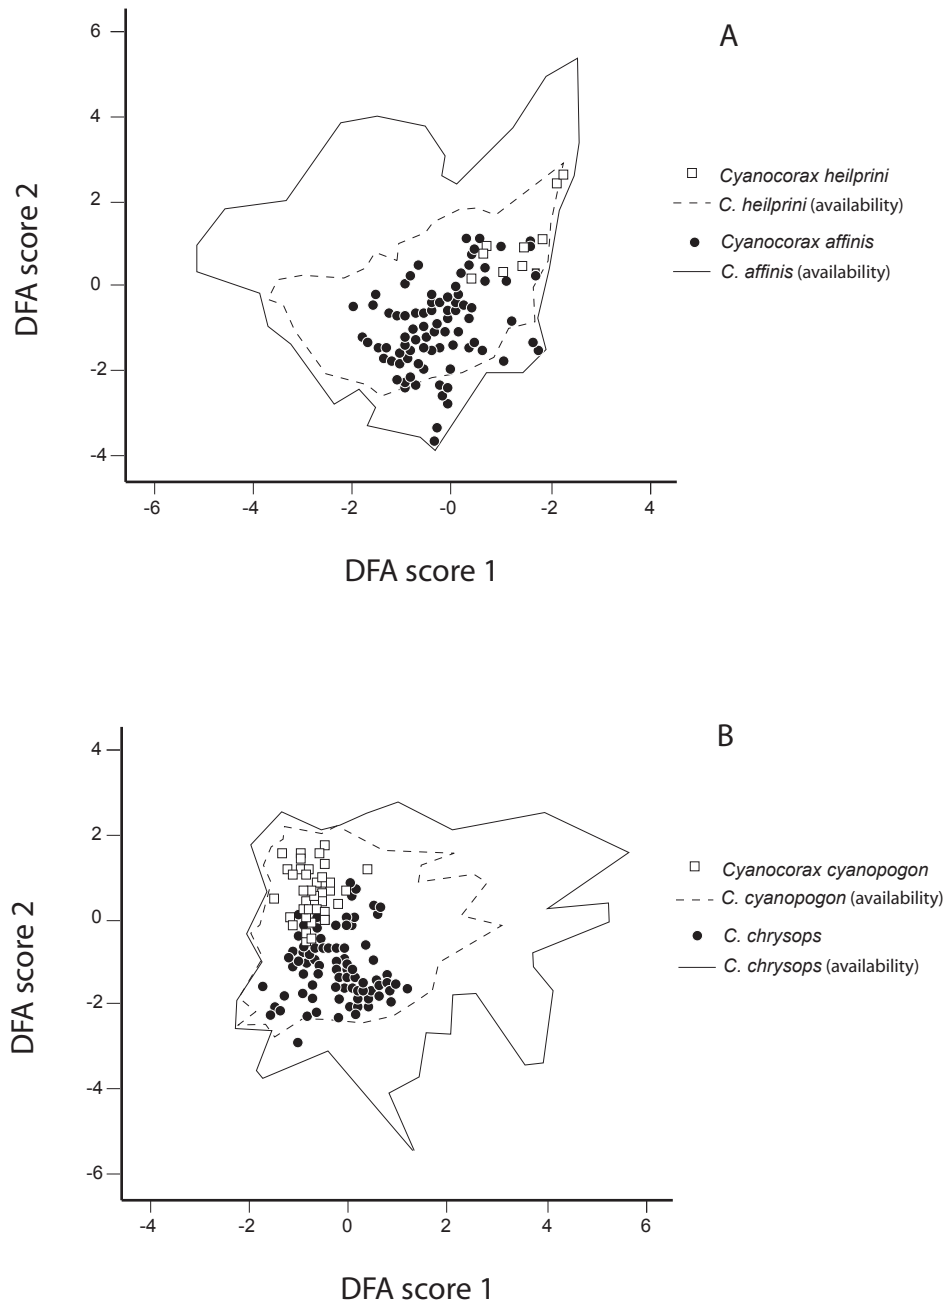 A
6
4
2
0
-2
-4
DFA score 2
-6
-4
-2
-0
-2
4
DFA score 1
Cyanocorax heilprini
C. heilprini (availability)
Cyanocorax affinis
C. affinis (availability)
B
4
2
0
-2
-4
-6
DFA score 2
-4
-2
0
2
4
6
DFA score 1
Cyanocorax cyanopogon
C. cyanopogon (availability)
C. chrysops
C. chrysops (availability)